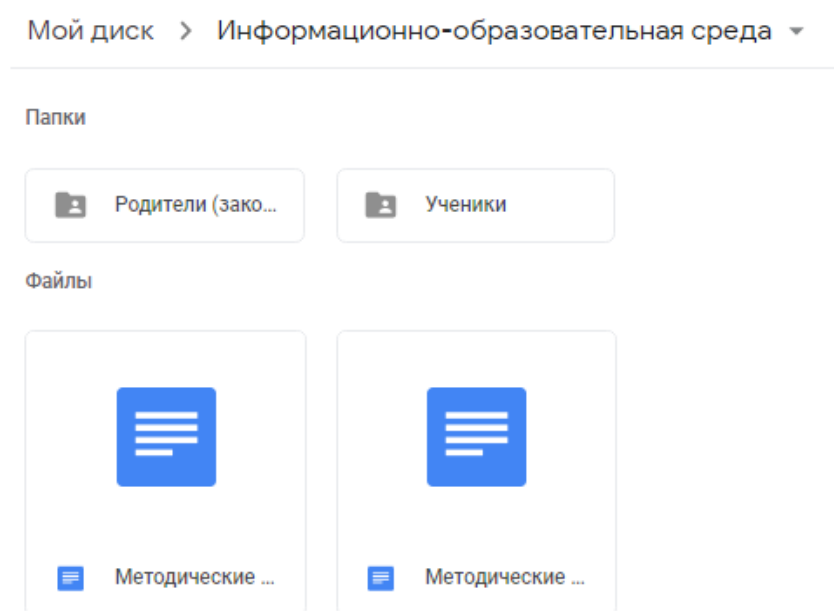 Мой диск > Информационно-образовательная среда
Папки
Родители (зако... Ученики
Файлы
Методические ... Методические ...